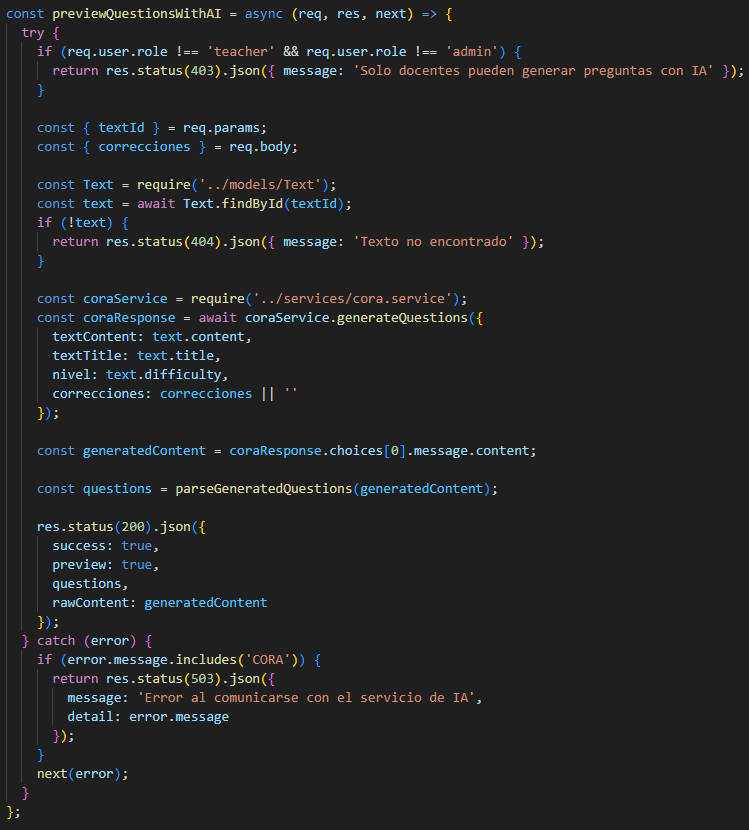 const previewQuestionsWithAI = async (req, res, next) => {
  try {
    if (req.user.role !== 'teacher' && req.user.role !== 'admin') {
      return res.status(403).json({ message: 'Solo docentes pueden generar preguntas con IA' });
    }

    const { textId } = req.params;
    const { correcciones } = req.body;

    const Text = require('../models/Text');
    const text = await Text.findById(textId);
    if (!text) {
      return res.status(404).json({ message: 'Texto no encontrado' });
    }

    const coraService = require('../services/cora.service');
    const coraResponse = await coraService.generateQuestions({
      textContent: text.content,
      textTitle: text.title,
      nivel: text.difficulty,
      correcciones: correcciones || ''
    });

    const generatedContent = coraResponse.choices[0].message.content;

    const questions = parseGeneratedQuestions(generatedContent);

    res.status(200).json({
      success: true,
      preview: true,
      questions,
      rawContent: generatedContent
    });
  } catch (error) {
    if (error.message.includes('CORA')) {
      return res.status(503).json({
        message: 'Error al comunicarse con el servicio de IA',
        detail: error.message
      });
    }
    next(error);
  }
};